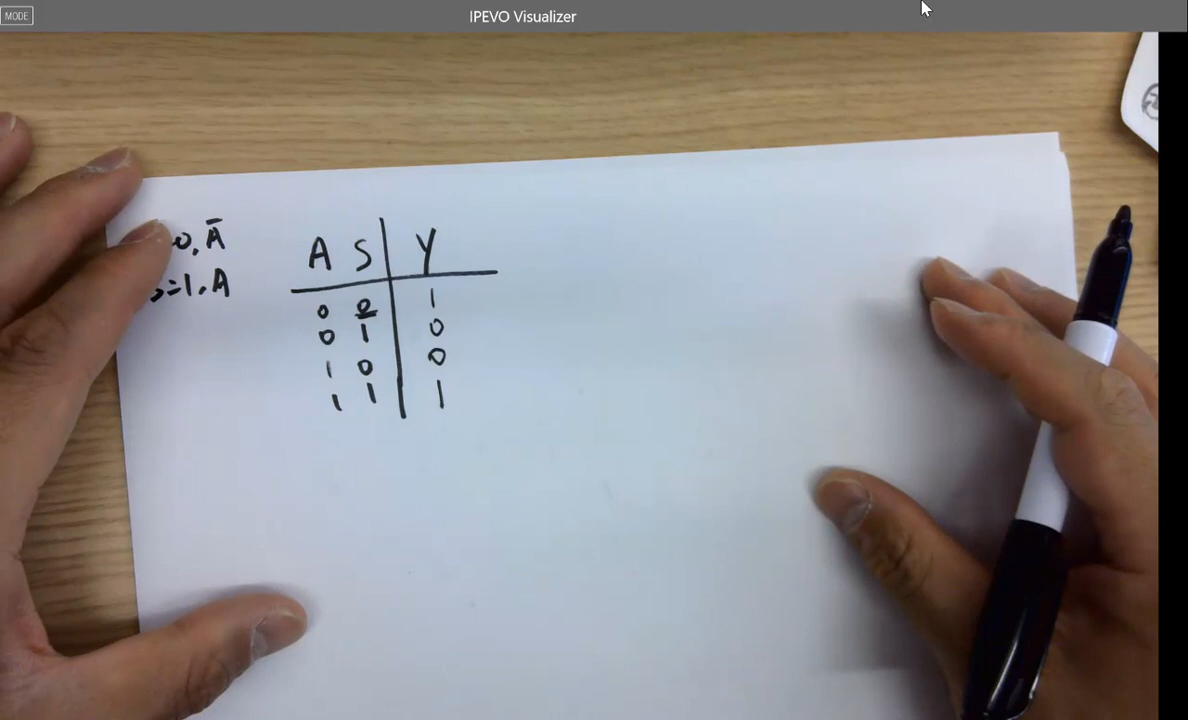 MODE
IPEVO Visualizer
0, Ā
S=1, A
A S Y
0 0 1
0 1 0
1 0 0
1 1 1